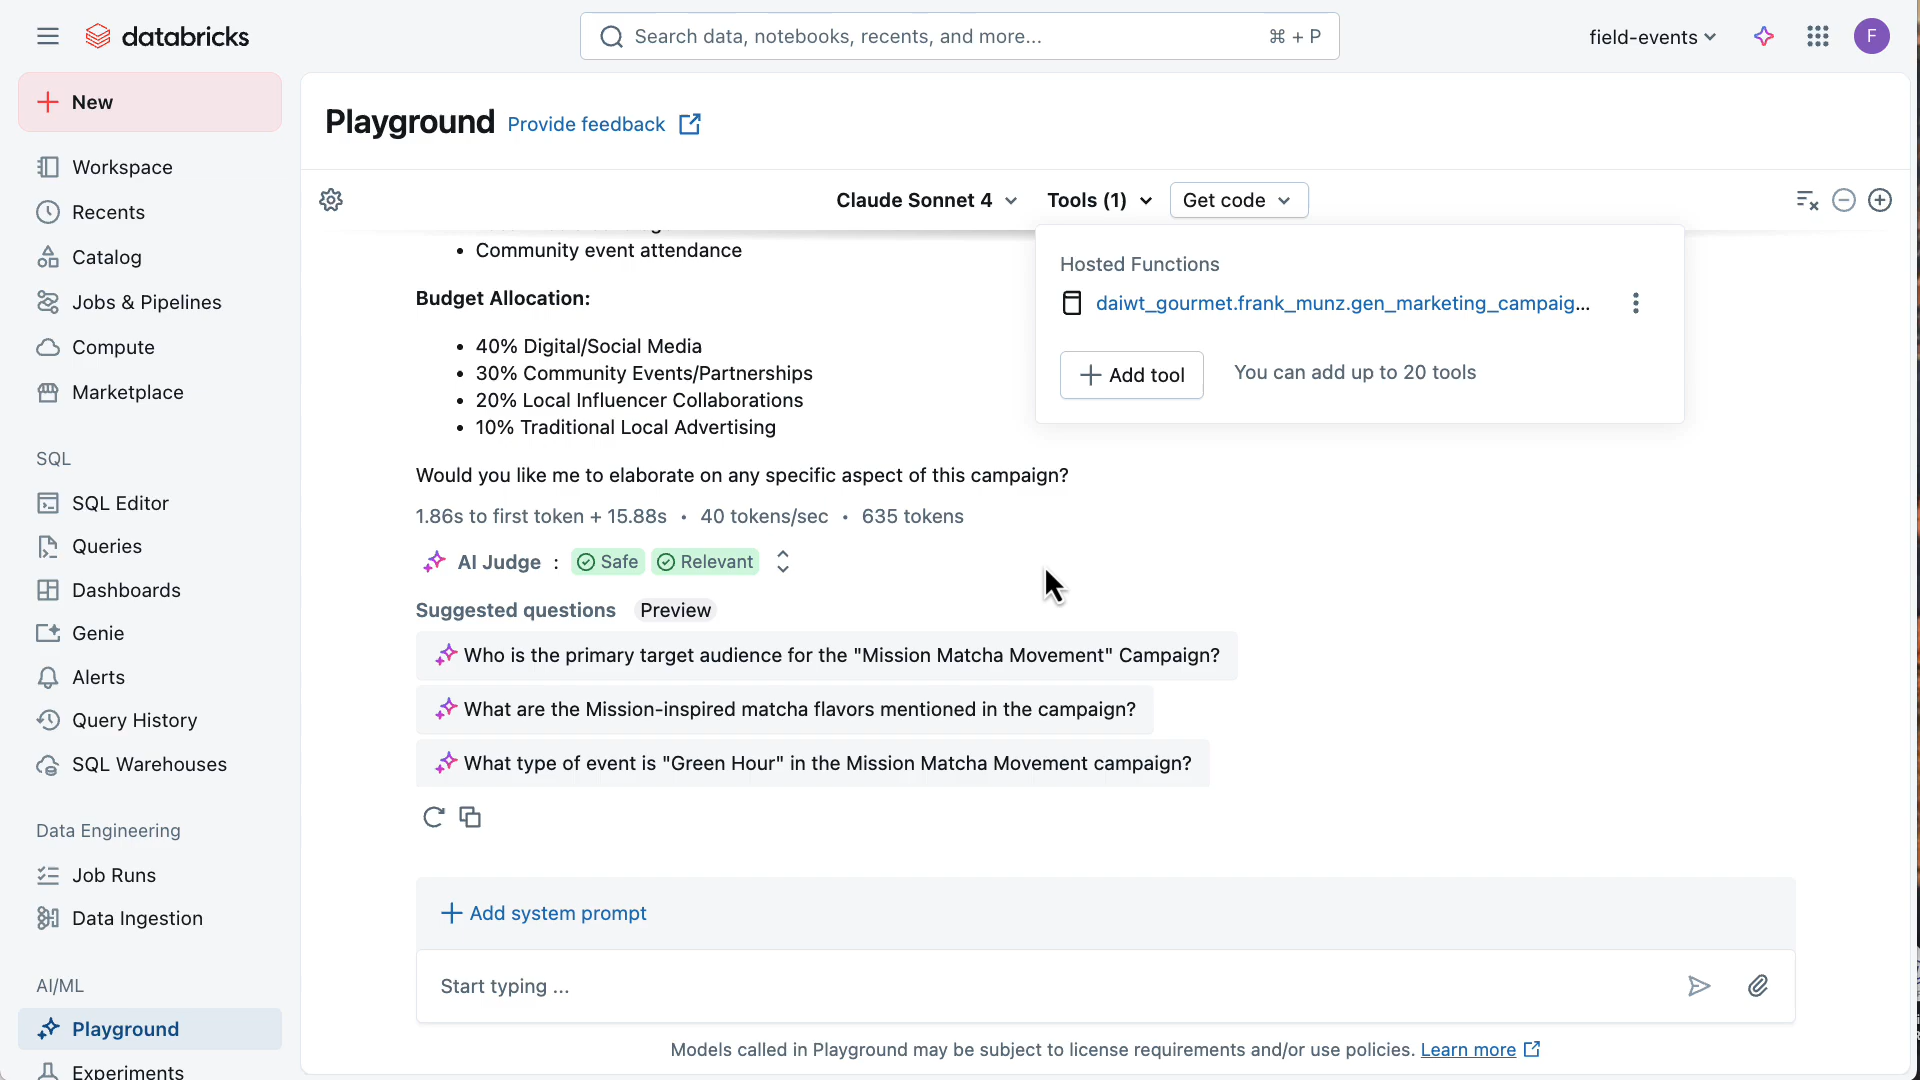 databricks
Search data, notebooks, recents, and more...
⌘ + P
field-events
F
New
Workspace
Recents
Catalog
Jobs & Pipelines
Compute
Marketplace
SQL
SQL Editor
Queries
Dashboards
Genie
Alerts
Query History
SQL Warehouses
Data Engineering
Job Runs
Data Ingestion
AI/ML
Playground
Experiments
Playground
Provide feedback
Claude Sonnet 4
Tools (1)
Get code
Hosted Functions
daiwt_gourmet.frank_munz.gen_marketing_campaig...
Add tool
You can add up to 20 tools
• Community event attendance
Budget Allocation:
• 40% Digital/Social Media
• 30% Community Events/Partnerships
• 20% Local Influencer Collaborations
• 10% Traditional Local Advertising
Would you like me to elaborate on any specific aspect of this campaign?
1.86s to first token + 15.88s • 40 tokens/sec • 635 tokens
AI Judge : Safe Relevant
Suggested questions Preview
Who is the primary target audience for the "Mission Matcha Movement" Campaign?
What are the Mission-inspired matcha flavors mentioned in the campaign?
What type of event is "Green Hour" in the Mission Matcha Movement campaign?
Add system prompt
Start typing ...
Models called in Playground may be subject to license requirements and/or use policies. Learn more